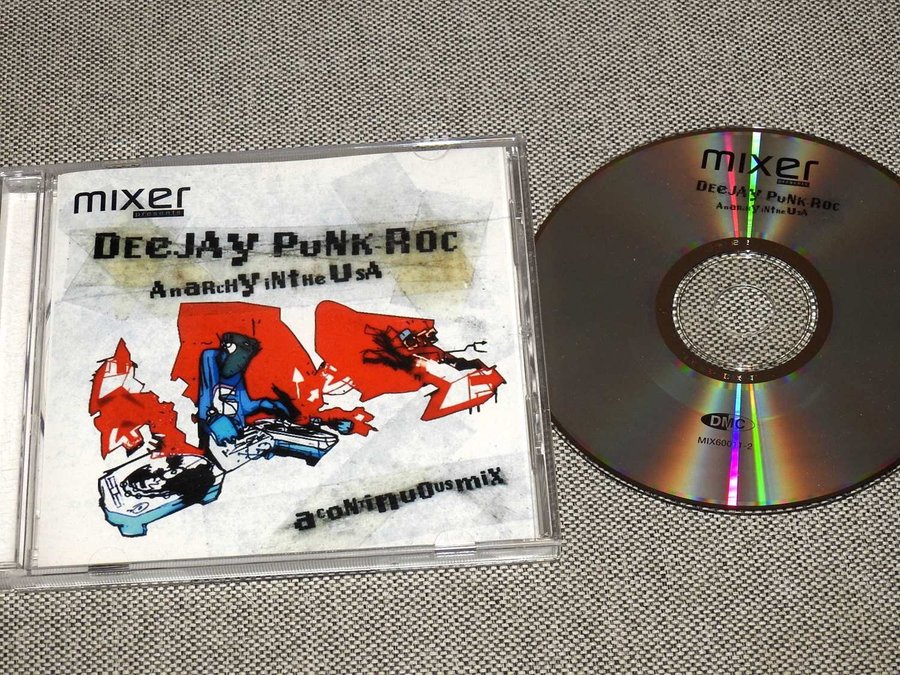 mixer
presents
DeeJAY PuNK-ROC
AnaRcHY iNtHe UsA
acoNtinuOusmiX
mixer
presents
DeeJAY PuNK-ROC
AnaRcHY iNtHe UsA
DMC